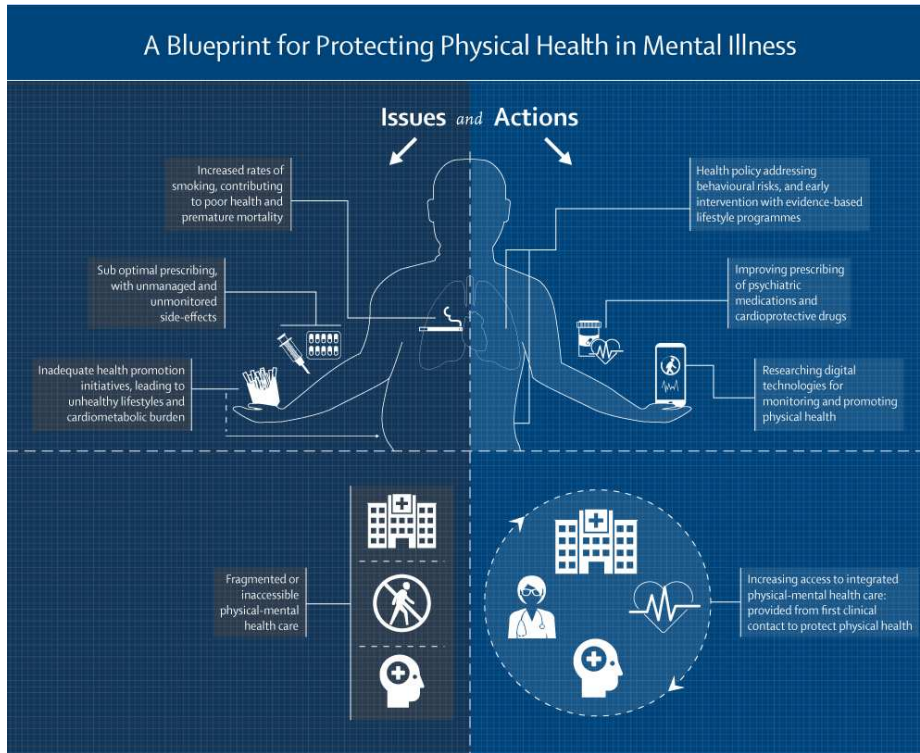 A Blueprint for Protecting Physical Health in Mental Illness
Issues and Actions
Increased rates of
smoking, contributing
to poor health and
premature mortality
Sub optimal prescribing,
with unmanaged and
unmonitored
side-effects
Inadequate health promotion
initiatives, leading to
unhealthy lifestyles and
cardiometabolic burden
Health policy addressing
behavioural risks, and early
intervention with evidence-based
lifestyle programmes
Improving prescribing
of psychiatric
medications and
cardioprotective drugs
Researching digital
technologies for
monitoring and promoting
physical health
Fragmented or
inaccessible
physical-mental
health care
Increasing access to integrated
physical-mental health care:
provided from first clinical
contact to protect physical health